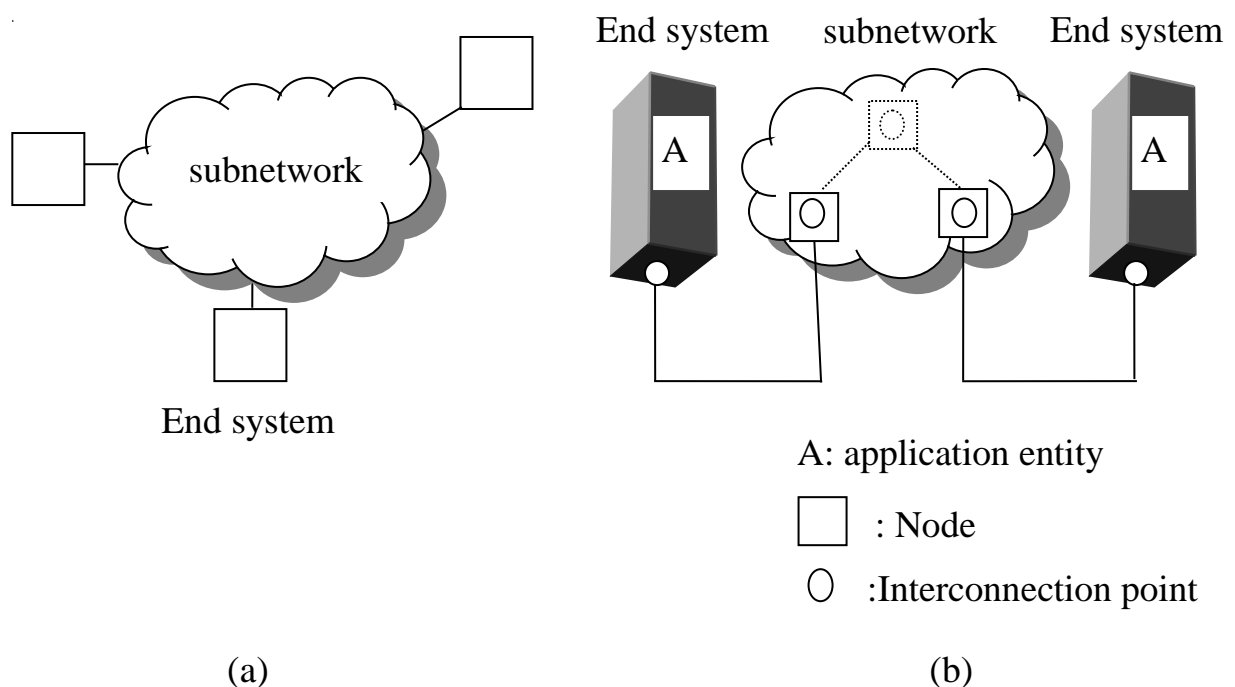 subnetwork
End system
End system subnetwork End system
A
A
A: application entity
: Node
:Interconnection point
(a)
(b)